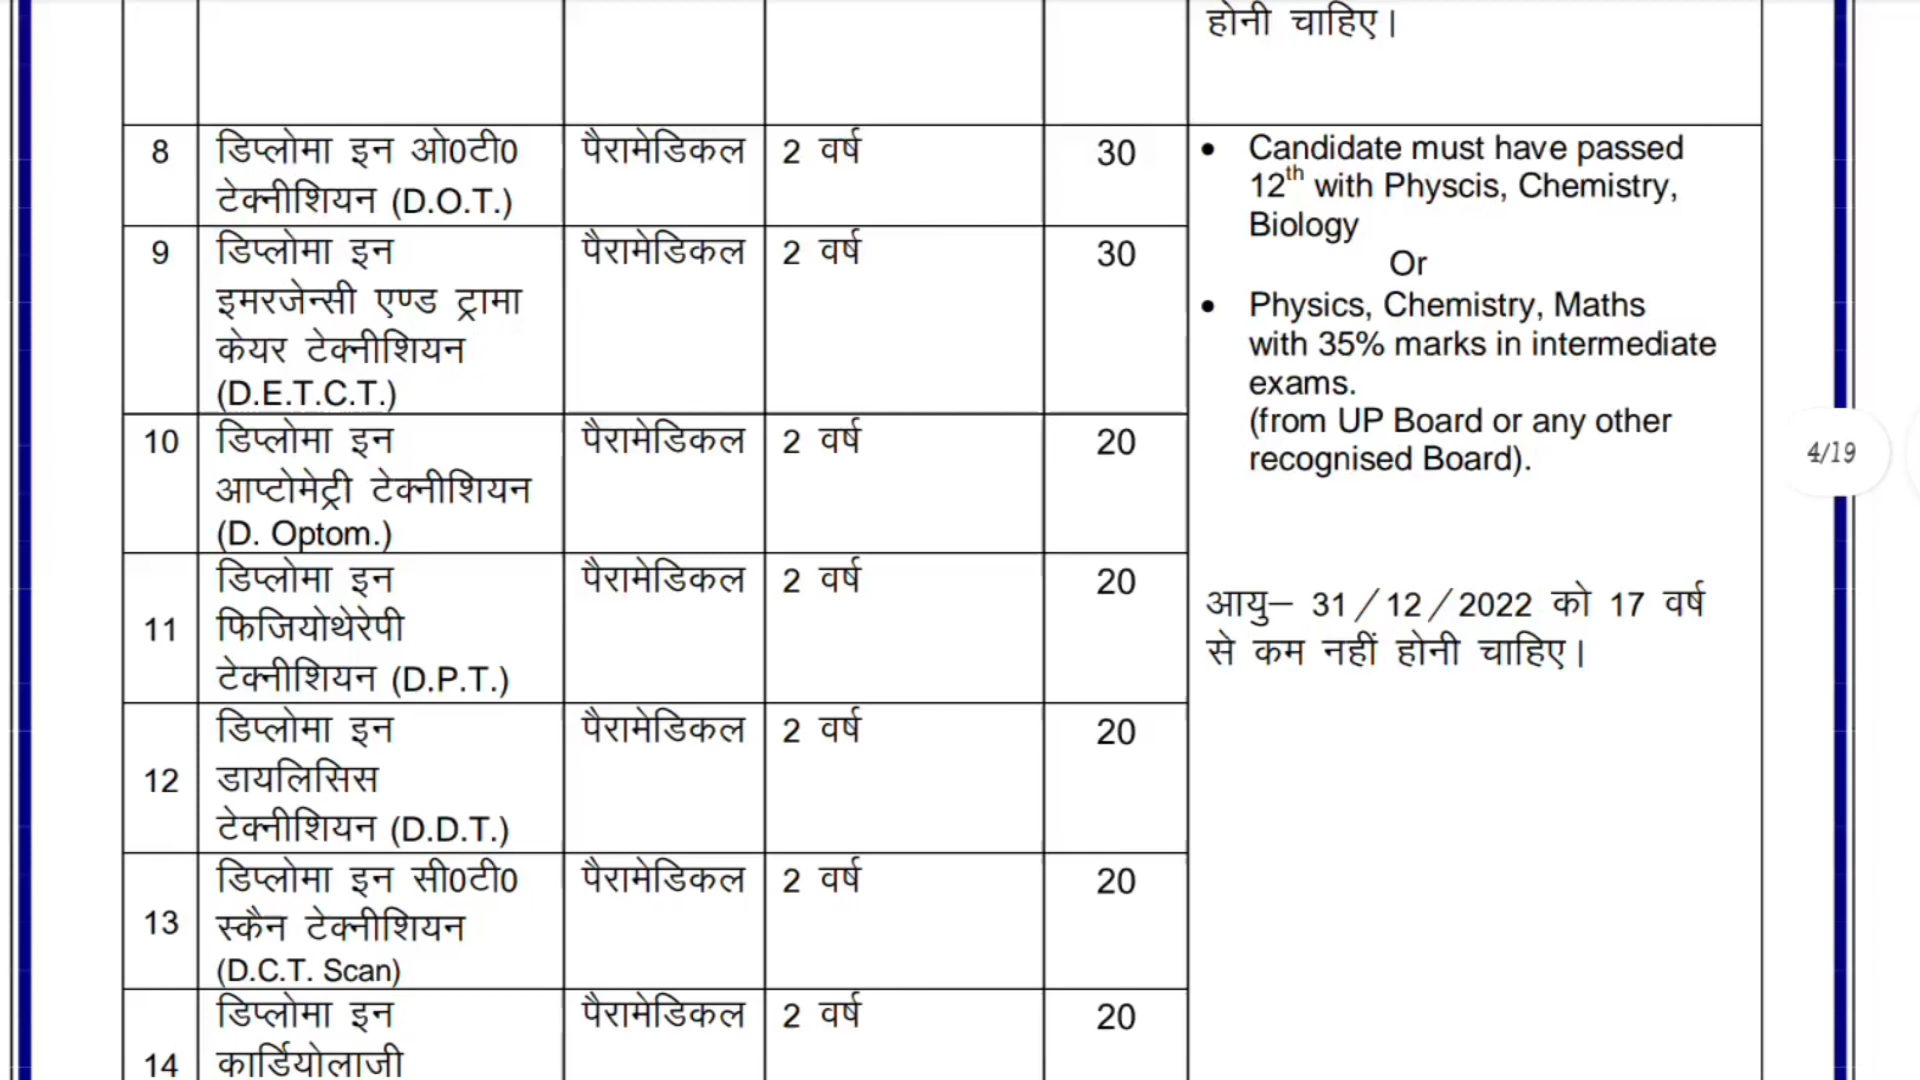 होनी चाहिए।
8 डिप्लोमा इन ओ0टी0 टेक्नीशियन (D.O.T.) पैरामेडिकल 2 वर्ष 30
9 डिप्लोमा इन इमरजेन्सी एण्ड ट्रामा केयर टेक्नीशियन (D.E.T.C.T.) पैरामेडिकल 2 वर्ष 30
10 डिप्लोमा इन आप्टोमेट्री टेक्नीशियन (D. Optom.) पैरामेडिकल 2 वर्ष 20
11 डिप्लोमा इन फिजियोथेरेपी टेक्नीशियन (D.P.T.) पैरामेडिकल 2 वर्ष 20
12 डिप्लोमा इन डायलिसिस टेक्नीशियन (D.D.T.) पैरामेडिकल 2 वर्ष 20
13 डिप्लोमा इन सी0टी0 स्कैन टेक्नीशियन (D.C.T. Scan) पैरामेडिकल 2 वर्ष 20
14 डिप्लोमा इन कार्डियोलाजी पैरामेडिकल 2 वर्ष 20
• Candidate must have passed
12th with Physcis, Chemistry,
Biology
Or
• Physics, Chemistry, Maths
with 35% marks in intermediate
exams.
(from UP Board or any other
recognised Board).
आयु– 31/12/2022 को 17 वर्ष
से कम नहीं होनी चाहिए।
4/19